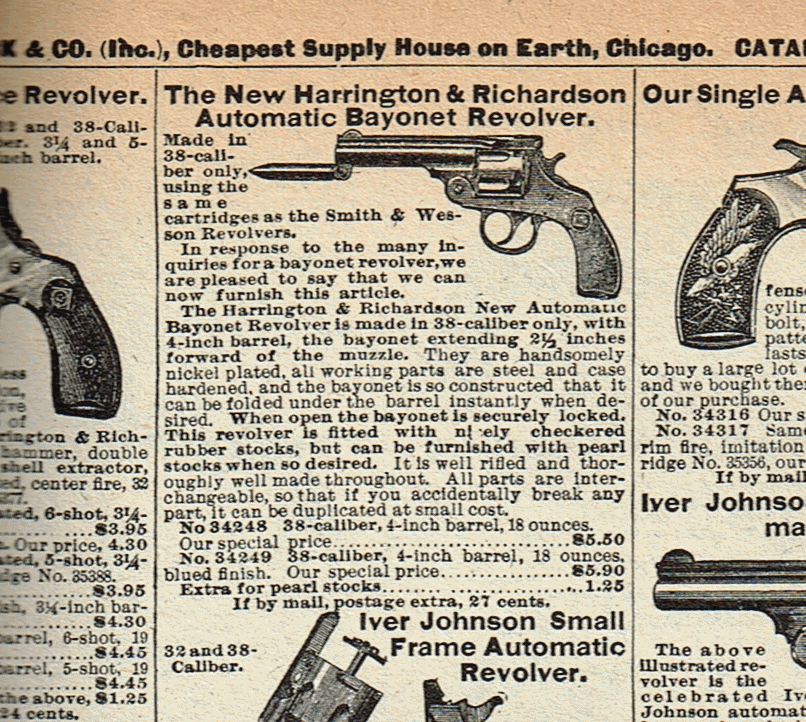 K & CO. (Inc.), Cheapest Supply House on Earth, Chicago. CATA
e Revolver.
and 38-Cali-
3¼ and 5-
barrel.
rington & Rich-
hammer, double
shell extractor,
center fire, 32
6-shot, 3¼-
$3.95
Our price, 4.30
5-shot, 3¼-
No. 35388.
$3.95
3¼-inch bar-
$4.30
barrel, 6-shot, 19
$4.45
barrel, 5-shot, 19
$4.45
the above, $1.25
24 cents.
The New Harrington & Richardson
Automatic Bayonet Revolver.
Made in
38-cali-
ber only,
using the
same
cartridges as the Smith & Wes-
son Revolvers.
In response to the many in-
quiries for a bayonet revolver, we
are pleased to say that we can
now furnish this article.
The Harrington & Richardson New Automatic
Bayonet Revolver is made in 38-caliber only, with
4-inch barrel, the bayonet extending 2½ inches
forward of the muzzle. They are handsomely
nickel plated, all working parts are steel and case
hardened, and the bayonet is so constructed that it
can be folded under the barrel instantly when de-
sired. When open the bayonet is securely locked.
This revolver is fitted with nicely checkered
rubber stocks, but can be furnished with pearl
stocks when so desired. It is well rifled and thor-
oughly well made throughout. All parts are inter-
changeable, so that if you accidentally break any
part, it can be duplicated at small cost.
No 34248 38-caliber, 4-inch barrel, 18 ounces.
Our special price..............................$5.50
No. 34249 38-caliber, 4-inch barrel, 18 ounces,
blued finish. Our special price................$5.90
Extra for pearl stocks.........................1.25
If by mail, postage extra, 27 cents.
Iver Johnson Small
Frame Automatic
Revolver.
32 and 38-
Caliber.
Our Single A
fens
cylin
bolt,
patte
lasts
to buy a large lot
and we bought the
of our purchase.
No. 34316 Our s
No. 34317 Same
rim fire, imitation
ridge No. 35356, our
If by mail
Iver Johnso
ma
The above
illustrated re-
volver is the
celebrated Iv
Johnson automat